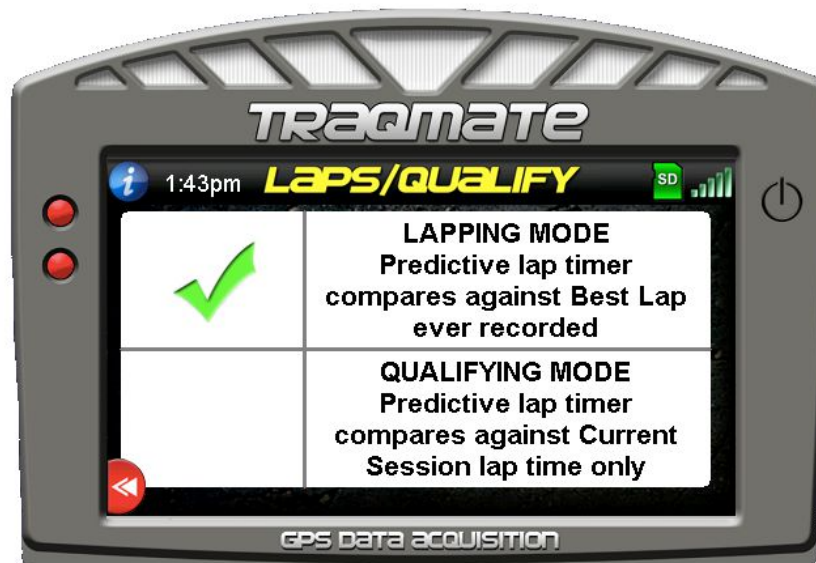 TRAQMATE
1:43pm LAPS/QUALIFY SD
LAPPING MODE
Predictive lap timer
compares against Best Lap
ever recorded
QUALIFYING MODE
Predictive lap timer
compares against Current
Session lap time only
GPS DATA ACQUISITION